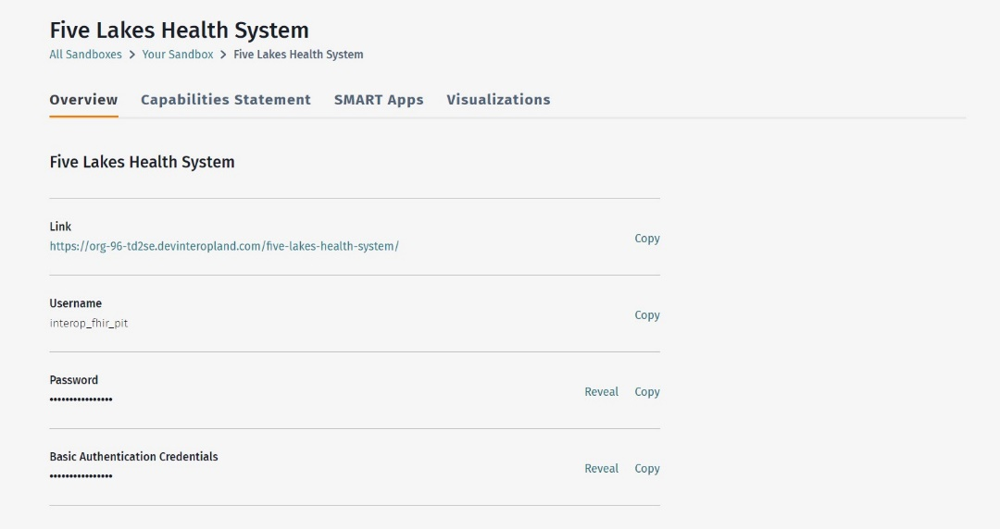 Five Lakes Health System
All Sandboxes > Your Sandbox > Five Lakes Health System
Overview Capabilities Statement SMART Apps Visualizations
Five Lakes Health System
Link
https://org-96-td2se.devinteropland.com/five-lakes-health-system/
Copy
Username
interop_fhir_pit
Copy
Password
••••••••••••••••
Reveal Copy
Basic Authentication Credentials
••••••••••••••••
Reveal Copy